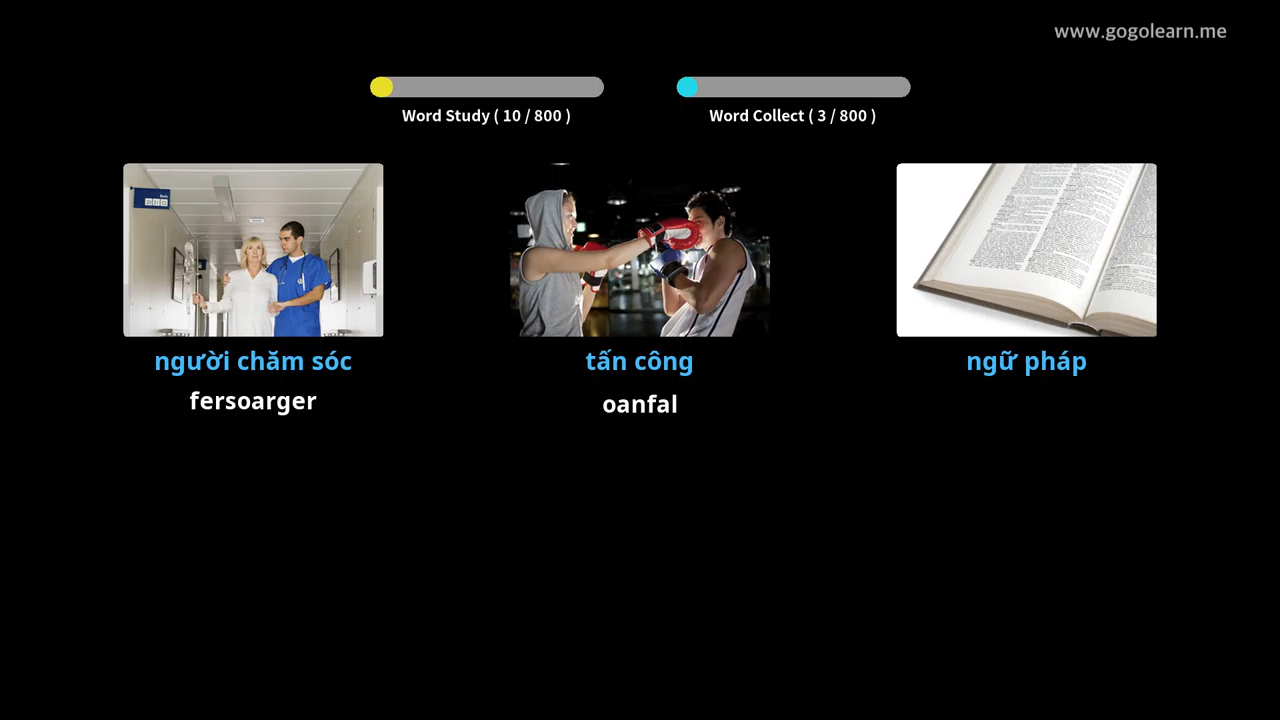 www.gogolearn.me
Word Study ( 10 / 800 )
Word Collect ( 3 / 800 )
người chăm sóc
tấn công
ngữ pháp
fersoarger
oanfal